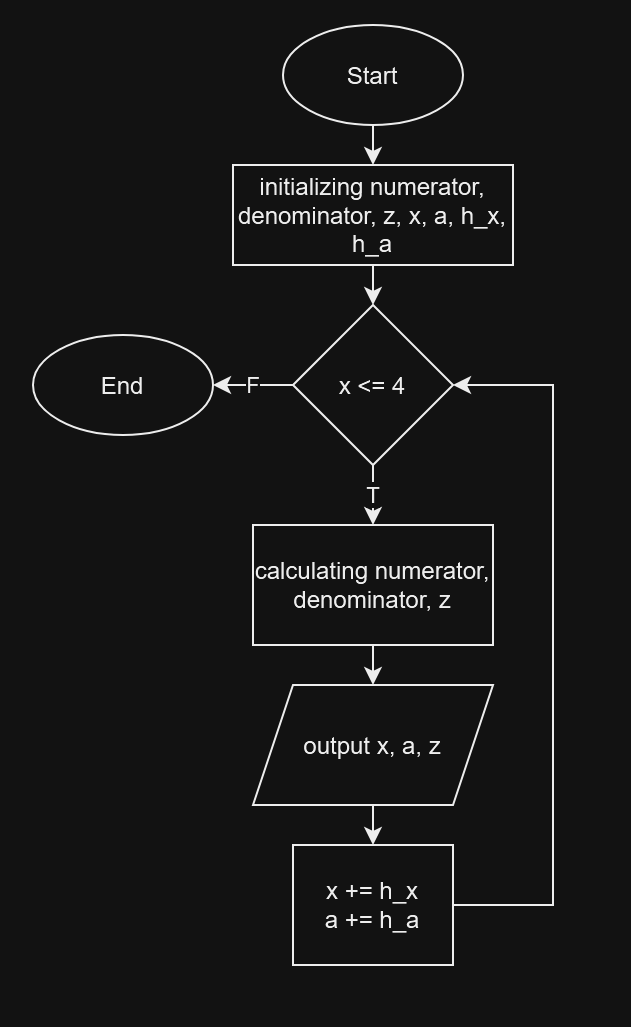 Start
initializing numerator,
denominator, z, x, a, h_x,
h_a
End
F
x <= 4
T
calculating numerator,
denominator, z
output x, a, z
x += h_x
a += h_a